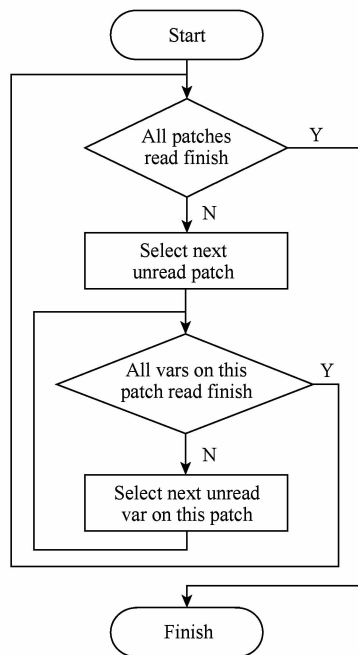 Start
All patches
read finish
Y
N
Select next
unread patch
All vars on this
patch read finish
Y
N
Select next unread
var on this patch
Finish